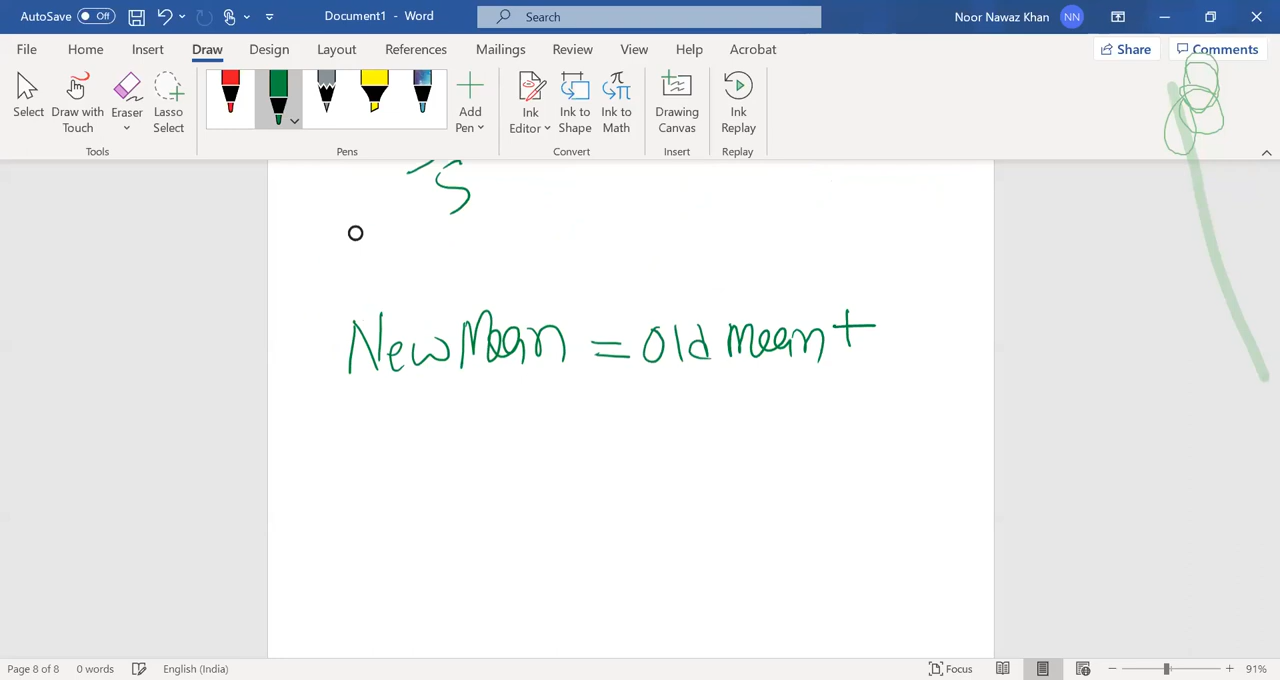 AutoSave Off Document1 - Word Search Noor Nawaz Khan NN
File Home Insert Draw Design Layout References Mailings Review View Help Acrobat Share Comments
Select Draw with Touch Eraser Lasso Select Add Pen Ink Editor Ink to Shape Ink to Math Drawing Canvas Ink Replay
Tools Pens Convert Insert Replay
5
New Mean = Old mean +
Page 8 of 8 0 words English (India) Focus 91%